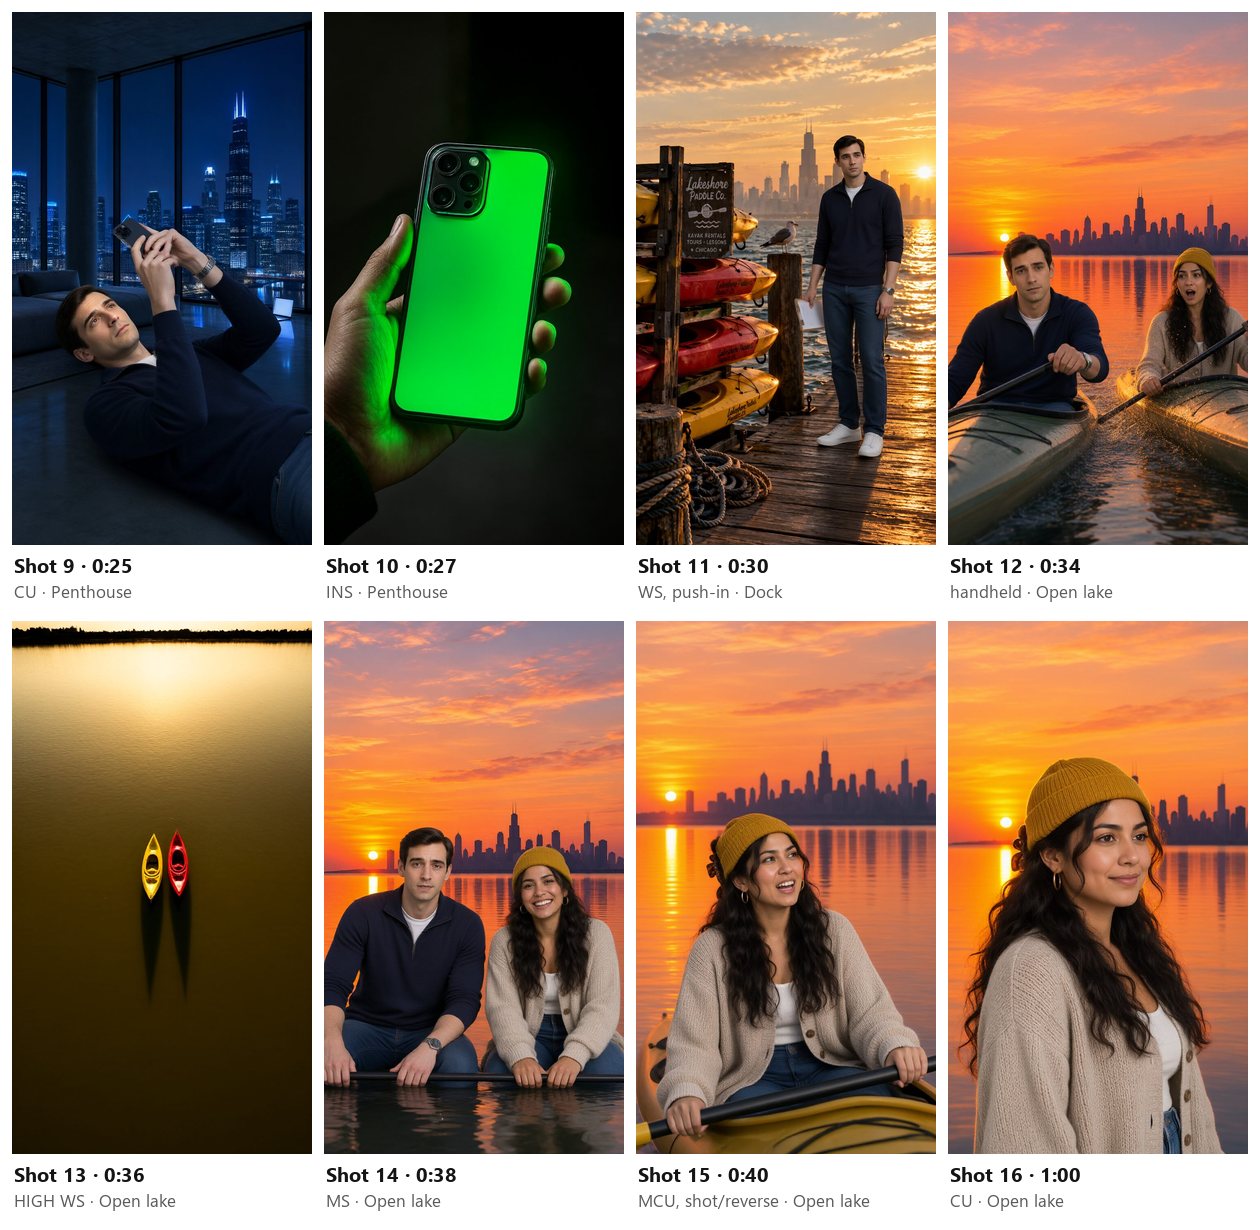 Lakeshore
PADDLE CO.
KAYAK RENTALS
TOURS • LESSONS
★ CHICAGO ★
Shot 9 · 0:25
CU · Penthouse
Shot 10 · 0:27
INS · Penthouse
Shot 11 · 0:30
WS, push-in · Dock
Shot 12 · 0:34
handheld · Open lake
Shot 13 · 0:36
HIGH WS · Open lake
Shot 14 · 0:38
MS · Open lake
Shot 15 · 0:40
MCU, shot/reverse · Open lake
Shot 16 · 1:00
CU · Open lake